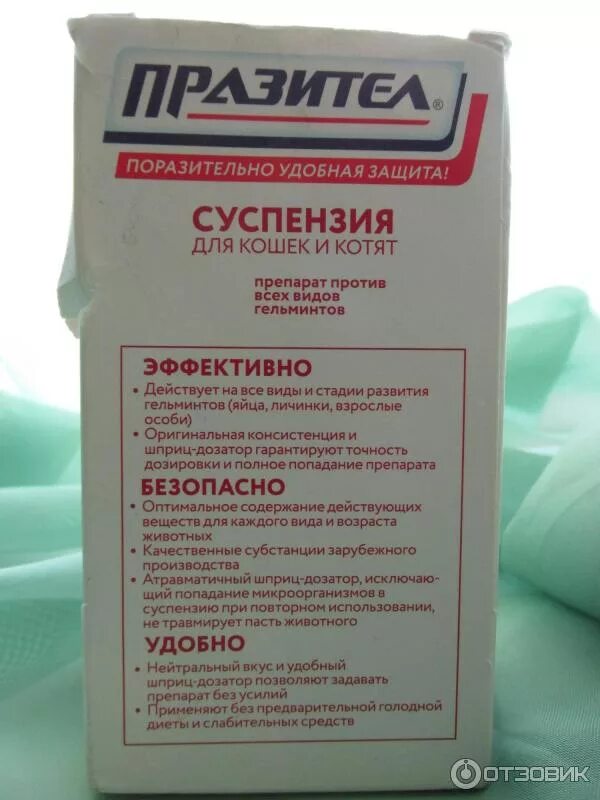 ПРАЗИТЕЛ®
ПОРАЗИТЕЛЬНО УДОБНАЯ ЗАЩИТА!
СУСПЕНЗИЯ
ДЛЯ КОШЕК И КОТЯТ
препарат против
всех видов
гельминтов
ЭФФЕКТИВНО
• Действует на все виды и стадии развития
гельминтов (яйца, личинки, взрослые
особи)
• Оригинальная консистенция и
шприц-дозатор гарантируют точность
дозировки и полное попадание препарата
БЕЗОПАСНО
• Оптимальное содержание действующих
веществ для каждого вида и возраста
животных
• Качественные субстанции зарубежного
производства
• Атравматичный шприц-дозатор, исключаю-
щий попадание микроорганизмов в
суспензию при повторном использовании,
не травмирует пасть животного
УДОБНО
• Нейтральный вкус и удобный
шприц-дозатор позволяют задавать
препарат без усилий
• Применяют без предварительной голодной
диеты и слабительных средств
ОТЗОВИК